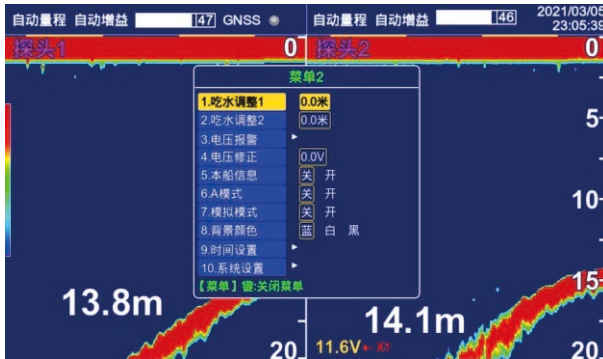 自动量程 自动增益 47 GNSS
自动量程 自动增益 46 2021/03/05
23:05:39
探头1 0
探头2 0
菜单2
1.吃水调整1 0.0米
2.吃水调整2 0.0米
3.电压报警
4.电压修正 0.0V
5.本船信息 关 开
6.A模式 关 开
7.模拟模式 关 开
8.背景颜色 蓝 白 黑
9.时间设置
10.系统设置
【菜单】键:关闭菜单
5
10
15
13.8m
14.1m
20
11.6V
20